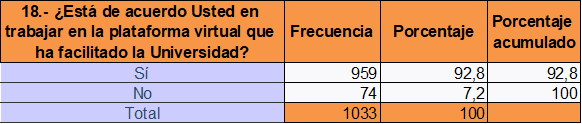 18.- ¿Está de acuerdo Usted en
trabajar en la plataforma virtual que
ha facilitado la Universidad?
Frecuencia
Porcentaje
Porcentaje
acumulado
Sí 959 92,8 92,8
No 74 7,2 100
Total 1033 100